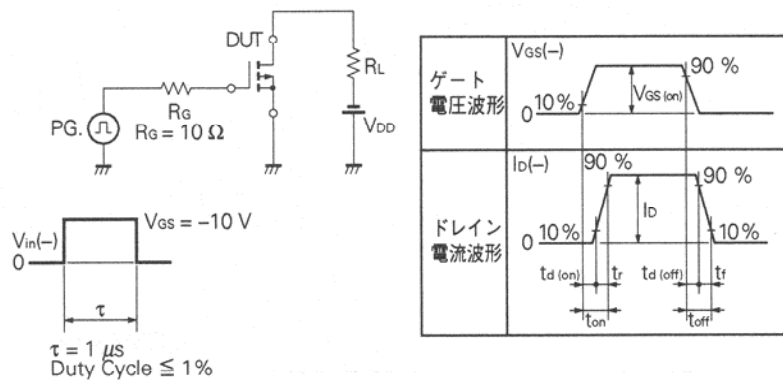 DUT
RL
RG
PG.
RG = 10 Ω
VDD
Vin(−)
0
VGS = −10 V
τ
τ = 1 μs
Duty Cycle ≦ 1%
ゲート
電圧波形
VGS(−)
10%
0
VGS (on)
90 %
ドレイン
電流波形
ID(−)
90 %
90 %
ID
0
10%
10%
td (on)
tr
td (off)
tf
ton
toff